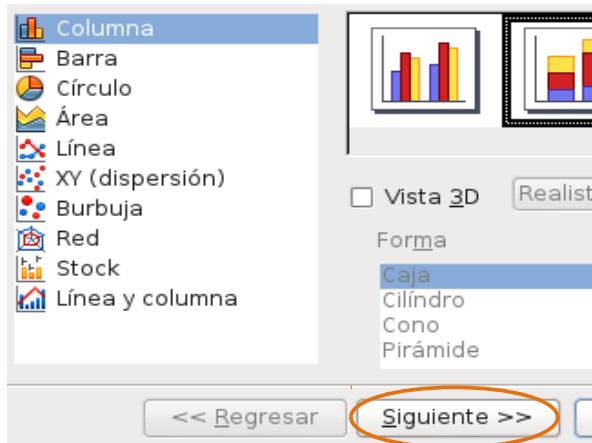 Columna
Barra
Círculo
Área
Línea
XY (dispersión)
Burbuja
Red
Stock
Línea y columna
Vista 3D
Realist
Forma
Caja
Cilíndro
Cono
Pirámide
<< Regresar
Siguiente >>